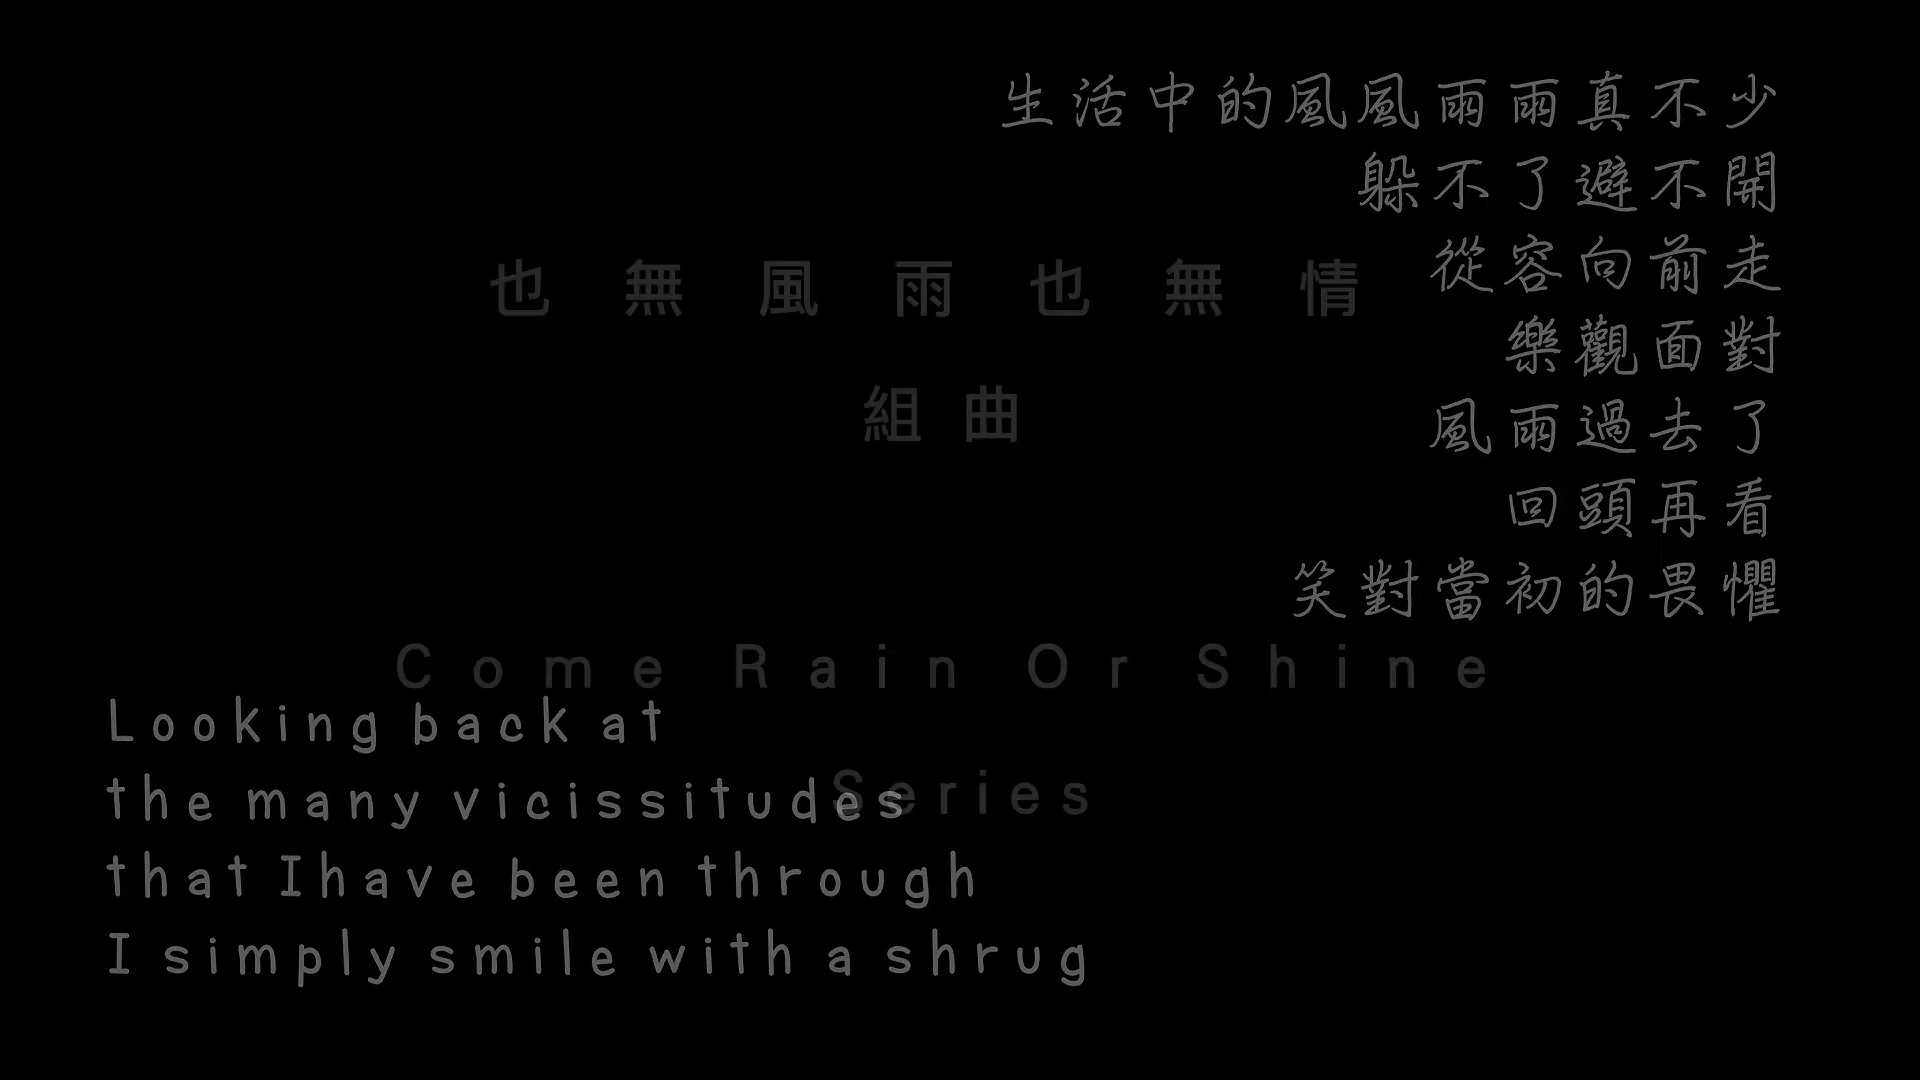 生活中的風風雨雨真不少
躲不了避不開
從容向前走
樂觀面對
風雨過去了
回頭再看
笑對當初的畏懼
也無風雨也無情
組曲
Come Rain Or Shine
Series
Looking back at
the many vicissitudes
that I have been through
I simply smile with a shrug